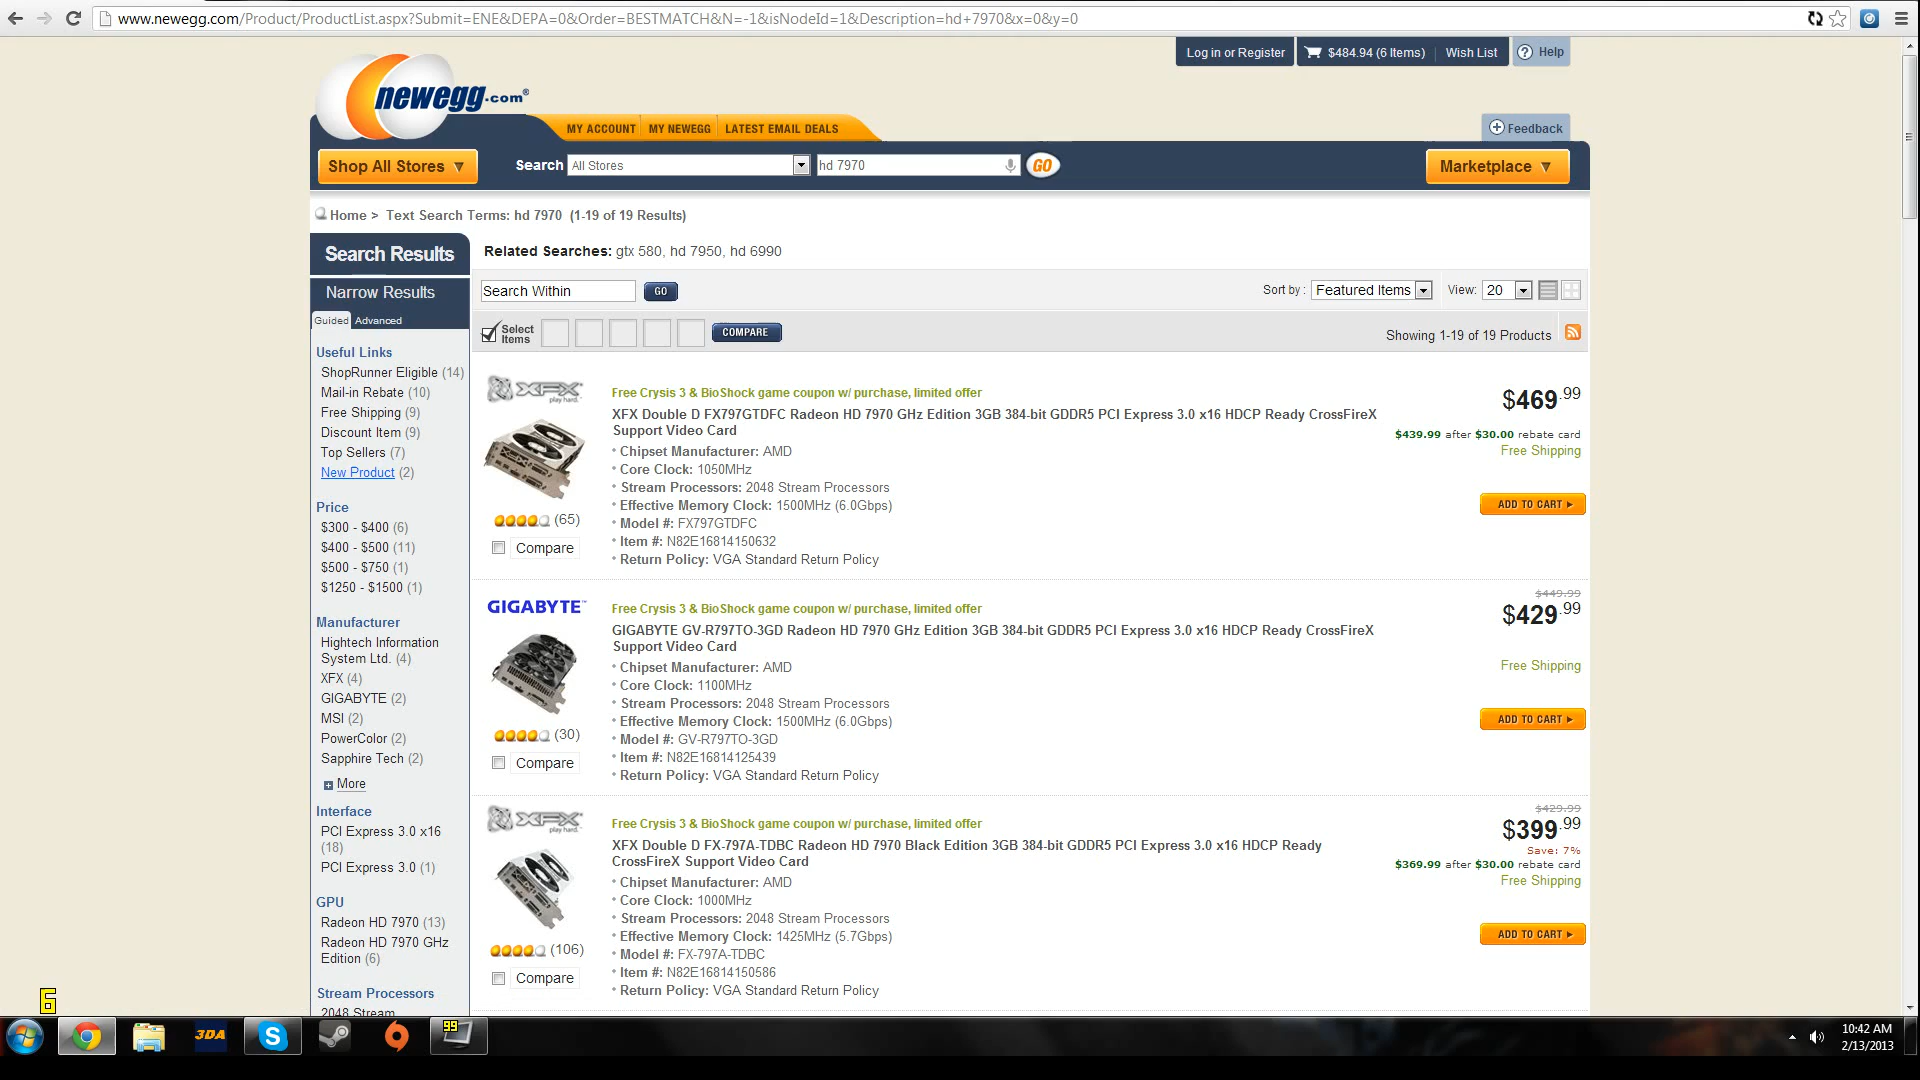 www.newegg.com/Product/ProductList.aspx?Submit=ENE&DEPA=0&Order=BESTMATCH&N=-1&isNodeId=1&Description=hd+7970&x=0&y=0
Log in or Register
$484.94 (6 Items)
Wish List
Help
newegg.com®
MY ACCOUNT
MY NEWEGG
LATEST EMAIL DEALS
Feedback
Shop All Stores
Search
All Stores
hd 7970
GO
Marketplace
Home > Text Search Terms: hd 7970 (1-19 of 19 Results)
Search Results
Narrow Results
Guided
Advanced
Useful Links
ShopRunner Eligible (14)
Mail-in Rebate (10)
Free Shipping (9)
Discount Item (9)
Top Sellers (7)
New Product (2)
Price
$300 - $400 (6)
$400 - $500 (11)
$500 - $750 (1)
$1250 - $1500 (1)
Manufacturer
Hightech Information
System Ltd. (4)
XFX (4)
GIGABYTE (2)
MSI (2)
PowerColor (2)
Sapphire Tech (2)
More
Interface
PCI Express 3.0 x16
(18)
PCI Express 3.0 (1)
GPU
Radeon HD 7970 (13)
Radeon HD 7970 GHz
Edition (6)
Stream Processors
2048 Stream
Related Searches: gtx 580, hd 7950, hd 6990
Search Within
GO
Sort by :
Featured Items
View:
20
Select
Items
COMPARE
Showing 1-19 of 19 Products
XFX
play hard.
Free Crysis 3 & BioShock game coupon w/ purchase, limited offer
XFX Double D FX797GTDFC Radeon HD 7970 GHz Edition 3GB 384-bit GDDR5 PCI Express 3.0 x16 HDCP Ready CrossFireX
Support Video Card
Chipset Manufacturer: AMD
Core Clock: 1050MHz
Stream Processors: 2048 Stream Processors
Effective Memory Clock: 1500MHz (6.0Gbps)
Model #: FX797GTDFC
Item #: N82E16814150632
Return Policy: VGA Standard Return Policy
(65)
Compare
$469.99
$439.99 after $30.00 rebate card
Free Shipping
ADD TO CART
GIGABYTE™
Free Crysis 3 & BioShock game coupon w/ purchase, limited offer
GIGABYTE GV-R797TO-3GD Radeon HD 7970 GHz Edition 3GB 384-bit GDDR5 PCI Express 3.0 x16 HDCP Ready CrossFireX
Support Video Card
Chipset Manufacturer: AMD
Core Clock: 1100MHz
Stream Processors: 2048 Stream Processors
Effective Memory Clock: 1500MHz (6.0Gbps)
Model #: GV-R797TO-3GD
Item #: N82E16814125439
Return Policy: VGA Standard Return Policy
(30)
Compare
$449.99
$429.99
Free Shipping
ADD TO CART
XFX
play hard.
Free Crysis 3 & BioShock game coupon w/ purchase, limited offer
XFX Double D FX-797A-TDBC Radeon HD 7970 Black Edition 3GB 384-bit GDDR5 PCI Express 3.0 x16 HDCP Ready
CrossFireX Support Video Card
Chipset Manufacturer: AMD
Core Clock: 1000MHz
Stream Processors: 2048 Stream Processors
Effective Memory Clock: 1425MHz (5.7Gbps)
Model #: FX-797A-TDBC
Item #: N82E16814150586
Return Policy: VGA Standard Return Policy
(106)
Compare
$429.99
$399.99
Save: 7%
$369.99 after $30.00 rebate card
Free Shipping
ADD TO CART
6
3DA
99
10:42 AM
2/13/2013